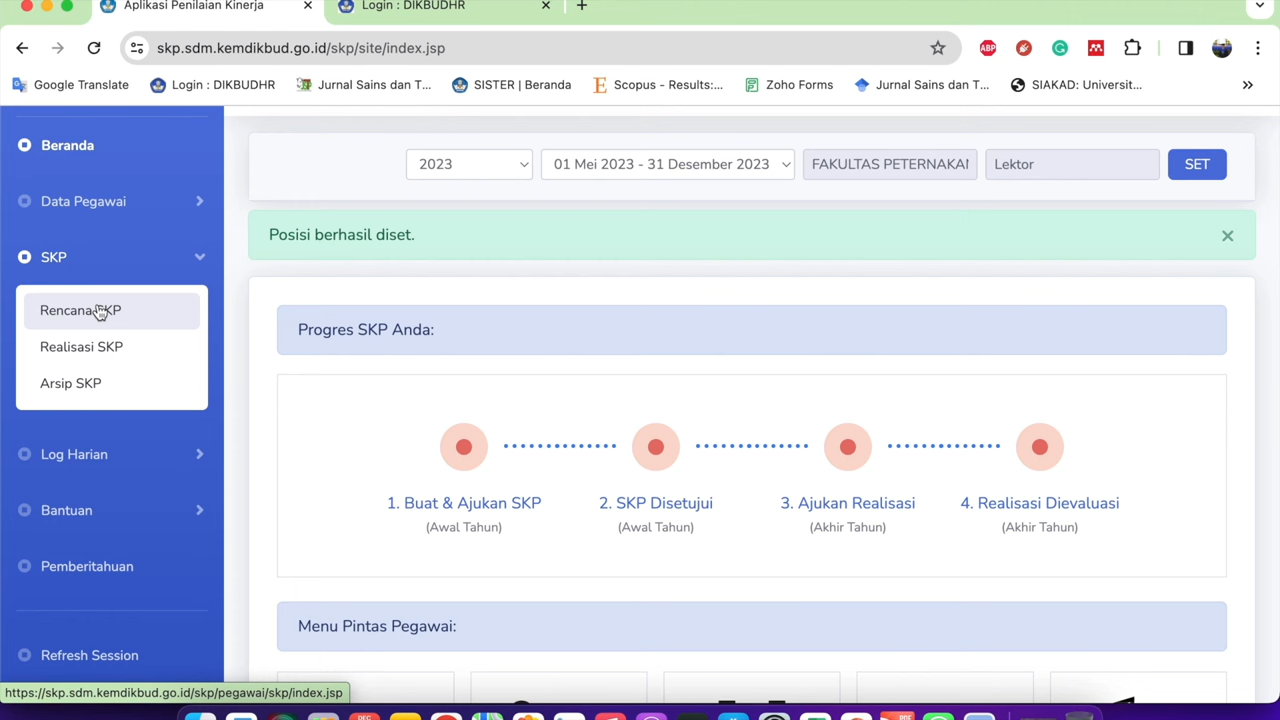 Aplikasi Penilaian Kinerja
Login : DIKBUDHR
skp.sdm.kemdikbud.go.id/skp/site/index.jsp
ABP
Google Translate
Login : DIKBUDHR
Jurnal Sains dan T...
SISTER | Beranda
Scopus - Results:...
Zoho Forms
Jurnal Sains dan T...
SIAKAD: Universit...
Beranda
Data Pegawai
SKP
Rencana SKP
Realisasi SKP
Arsip SKP
Log Harian
Bantuan
Pemberitahuan
Refresh Session
2023
01 Mei 2023 - 31 Desember 2023
FAKULTAS PETERNAKAN
Lektor
SET
Posisi berhasil diset.
Progres SKP Anda:
1. Buat & Ajukan SKP
(Awal Tahun)
2. SKP Disetujui
(Awal Tahun)
3. Ajukan Realisasi
(Akhir Tahun)
4. Realisasi Dievaluasi
(Akhir Tahun)
Menu Pintas Pegawai:
https://skp.sdm.kemdikbud.go.id/skp/pegawai/skp/index.jsp